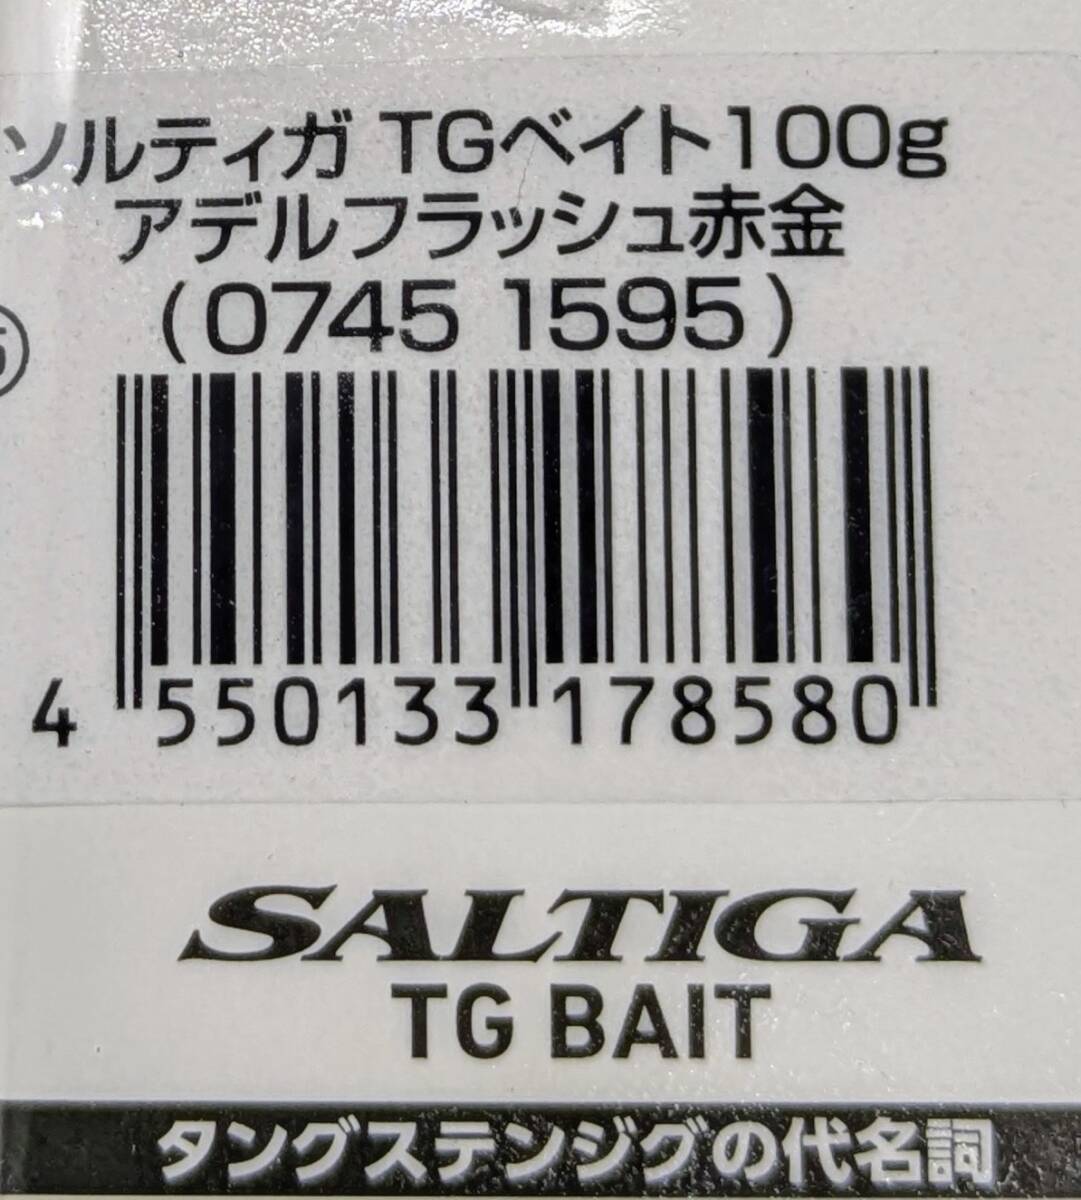 ソルティガ TGベイト100g
アデルフラッシュ赤金
(0745 1595)
4 550133 178580
SALTIGA
TG BAIT
タングステンジグの代名詞